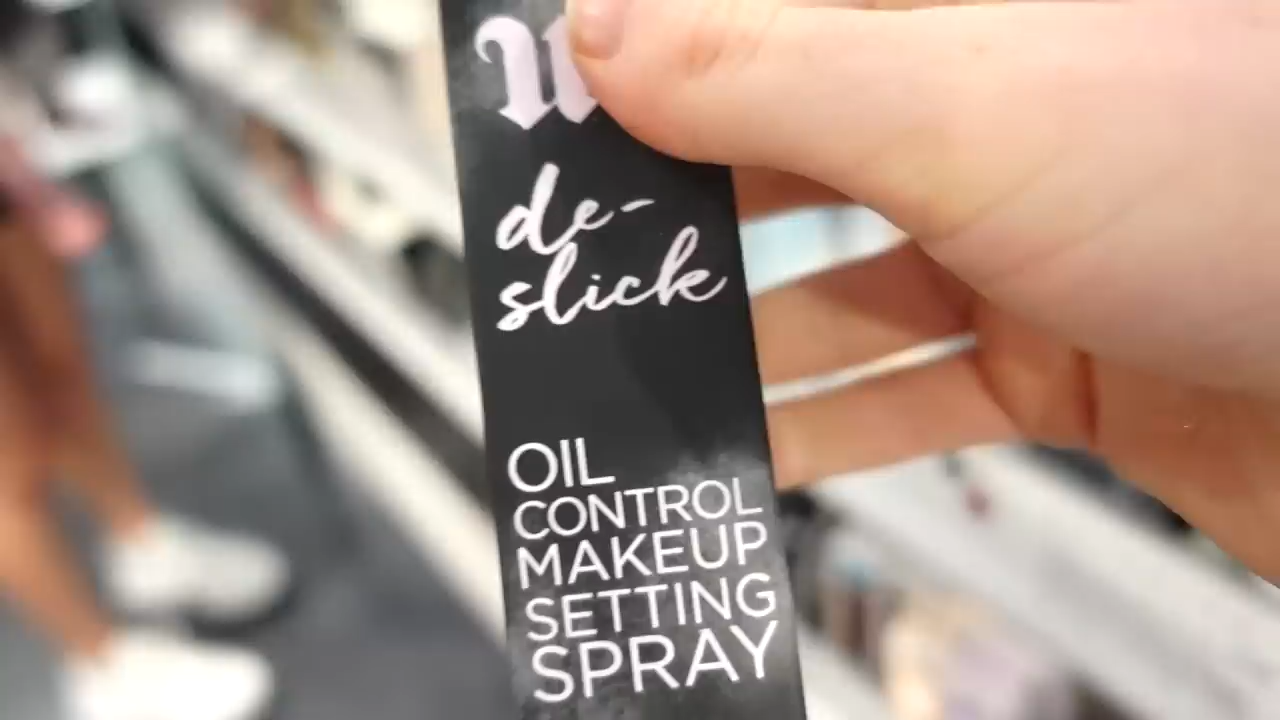 U
de-
slick
OIL
CONTROL
MAKEUP
SETTING
SPRAY